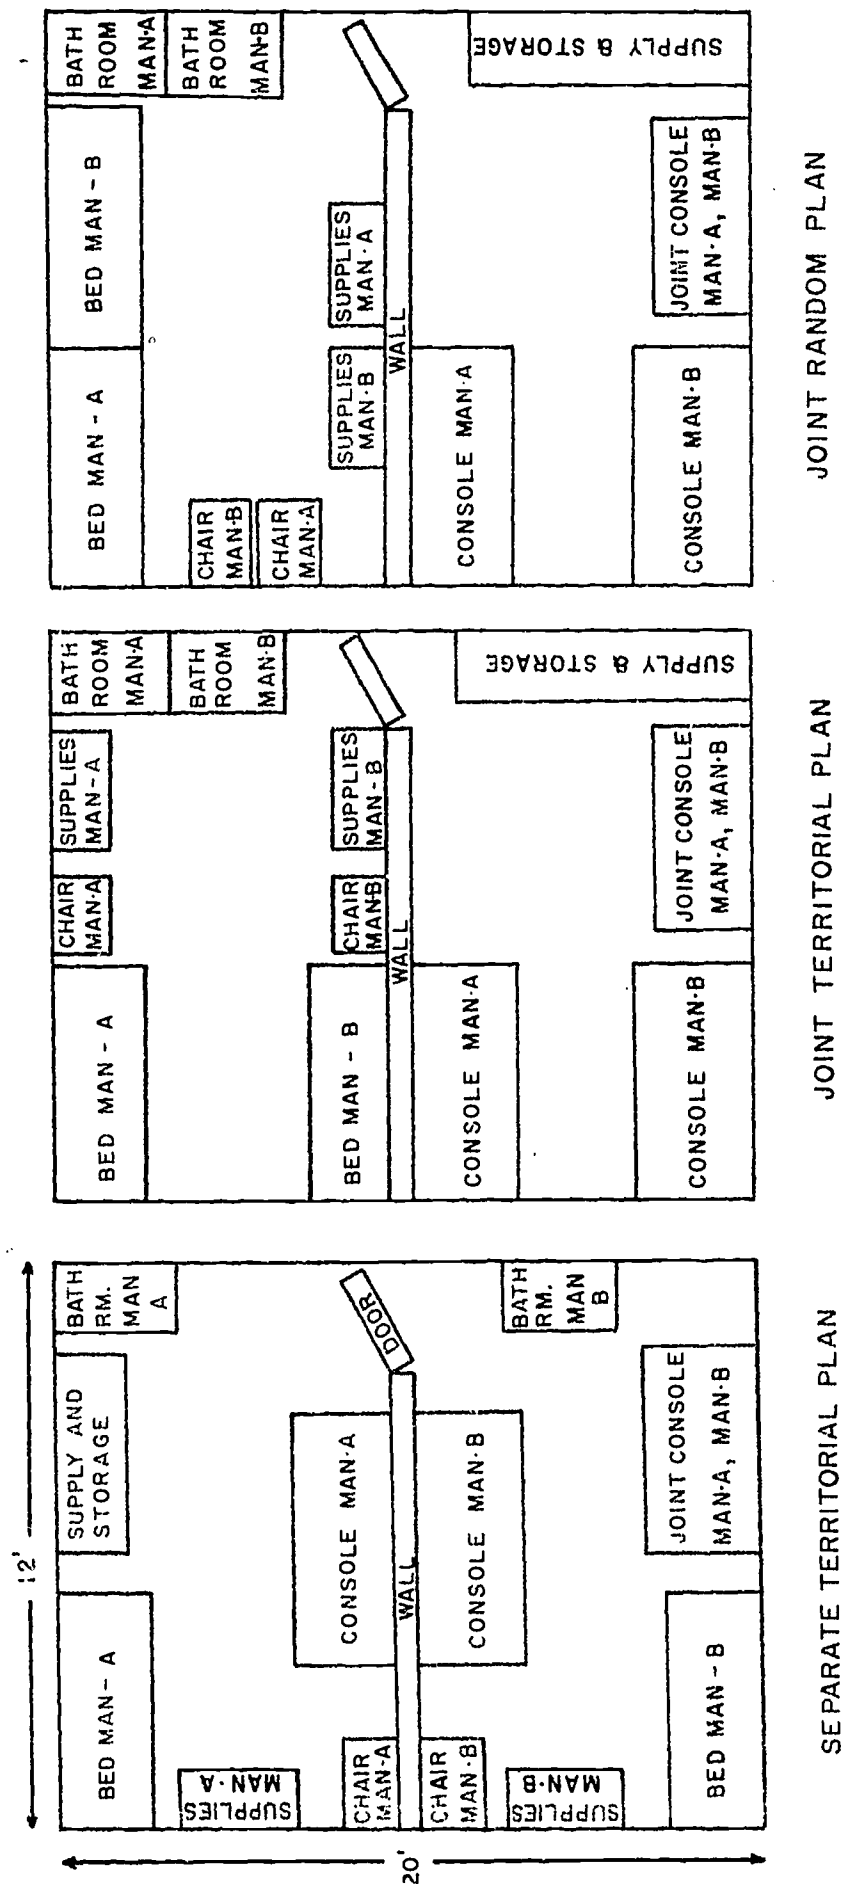 12'
20'
BED MAN-A
SUPPLY AND
STORAGE
BATH
RM.
MAN
A
SUPPLIES
MAN·A
CONSOLE MAN·A
CHAIR
MAN-A
WALL
DOOR
CHAIR
MAN·B
CONSOLE MAN·B
SUPPLIES
MAN·B
BATH
RM.
MAN
B
BED MAN-B
JOINT CONSOLE
MAN·A, MAN·B
SEPARATE TERRITORIAL PLAN
BED MAN-A
CHAIR
MAN·A
SUPPLIES
MAN-A
BATH
ROOM
MAN·A
BATH
ROOM
MAN·B
BED MAN-B
CHAIR
MAN·B
SUPPLIES
MAN-B
WALL
CONSOLE MAN·A
SUPPLY & STORAGE
CONSOLE MAN·B
JOINT CONSOLE
MAN·A, MAN·B
JOINT TERRITORIAL PLAN
BED MAN-A
BED MAN-B
BATH
ROOM
MAN·A
BATH
ROOM
MAN·B
CHAIR
MAN·B
CHAIR
MAN·A
SUPPLIES
MAN·B
SUPPLIES
MAN·A
WALL
CONSOLE MAN·A
SUPPLY & STORAGE
CONSOLE MAN·B
JOINT CONSOLE
MAN·A, MAN·B
JOINT RANDOM PLAN